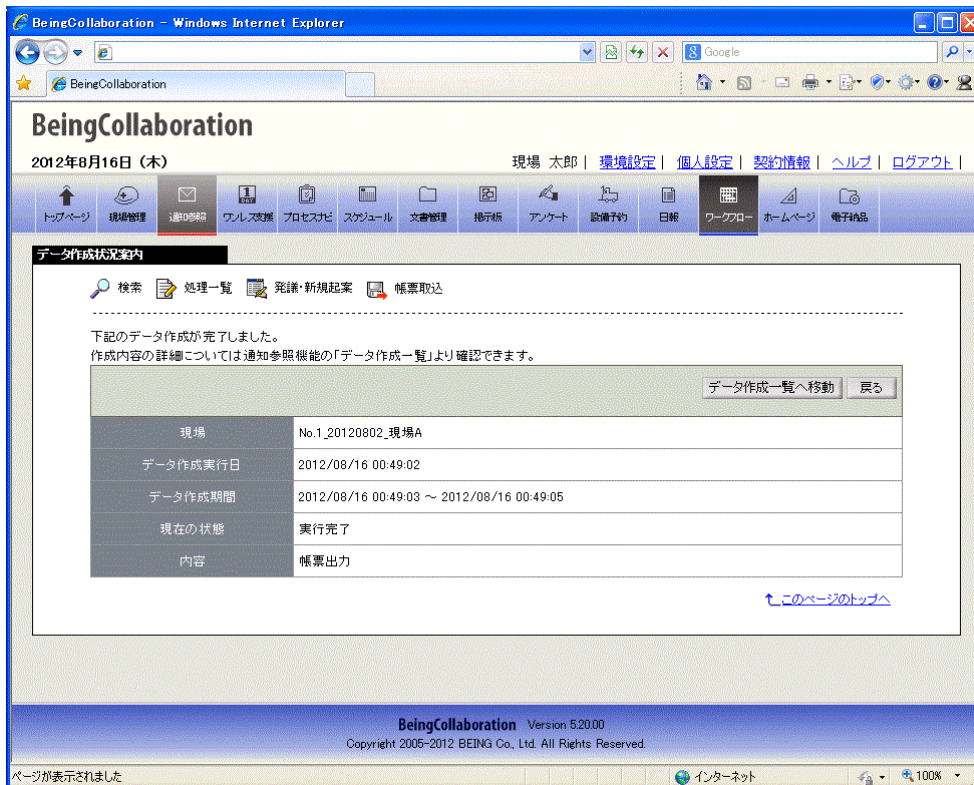 BeingCollaboration - Windows Internet Explorer
Google
BeingCollaboration
BeingCollaboration
2012年8月16日（木）
現場 太郎 | 環境設定 | 個人設定 | 契約情報 | ヘルプ | ログアウト |
トップページ 現場管理 通知参照 ワンレス支援 プロセスナビ スケジュール 文書管理 掲示板 アンケート 設備予約 日報 ワークフロー ホームページ 電子納品
データ作成状況案内
検索 処理一覧 発議・新規起案 帳票取込
下記のデータ作成が完了しました。
作成内容の詳細については通知参照機能の「データ作成一覧」より確認できます。
データ作成一覧へ移動 戻る
現場 No.1_20120802_現場A
データ作成実行日 2012/08/16 00:49:02
データ作成期間 2012/08/16 00:49:03 ～ 2012/08/16 00:49:05
現在の状態 実行完了
内容 帳票出力
このページのトップへ
BeingCollaboration Version 5.20.00
Copyright 2005-2012 BEING Co., Ltd. All Rights Reserved.
ページが表示されました インターネット 100%